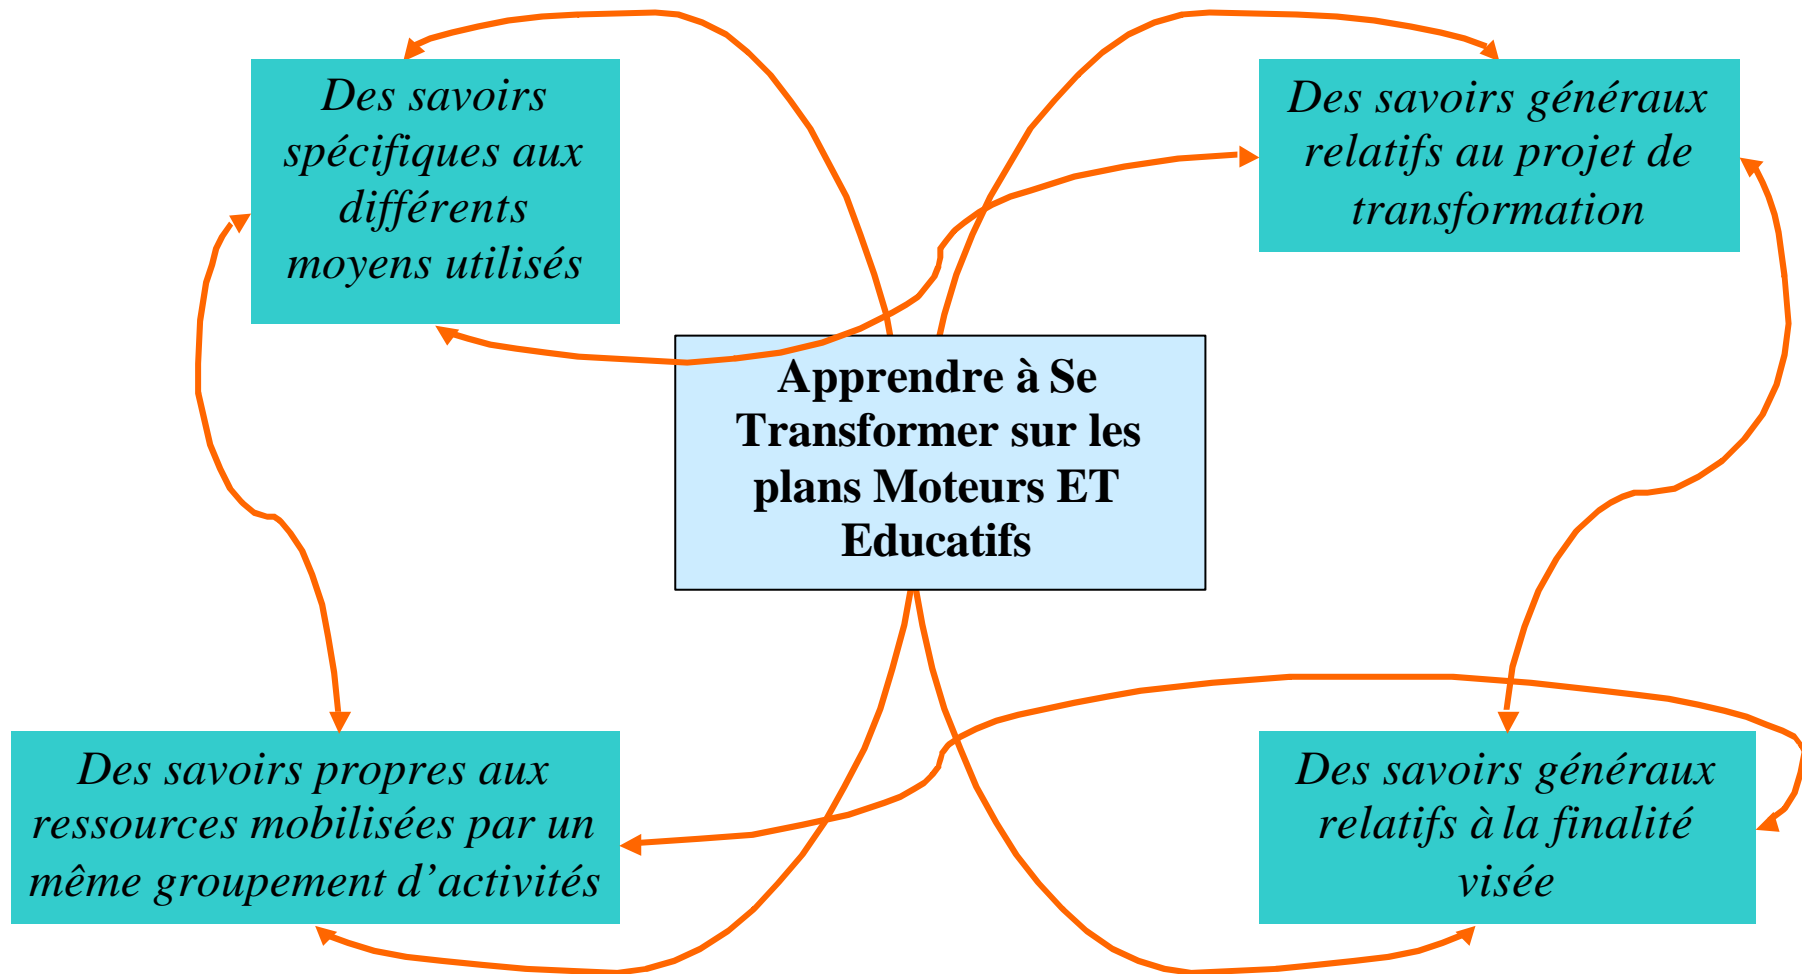 Des savoirs
spécifiques aux
différents
moyens utilisés
Des savoirs généraux
relatifs au projet de
transformation
Apprendre à Se
Transformer sur les
plans Moteurs ET
Educatifs
Des savoirs propres aux
ressources mobilisées par un
même groupement d’activités
Des savoirs généraux
relatifs à la finalité
visée